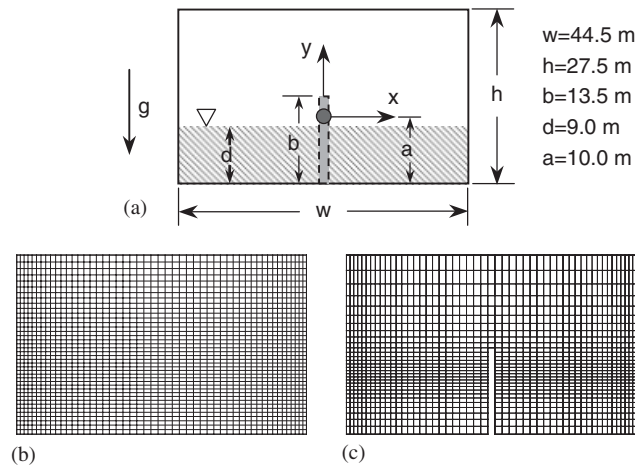 y
x
g
d
b
a
h
w
(a)
w=44.5 m
h=27.5 m
b=13.5 m
d=9.0 m
a=10.0 m
(b)
(c)